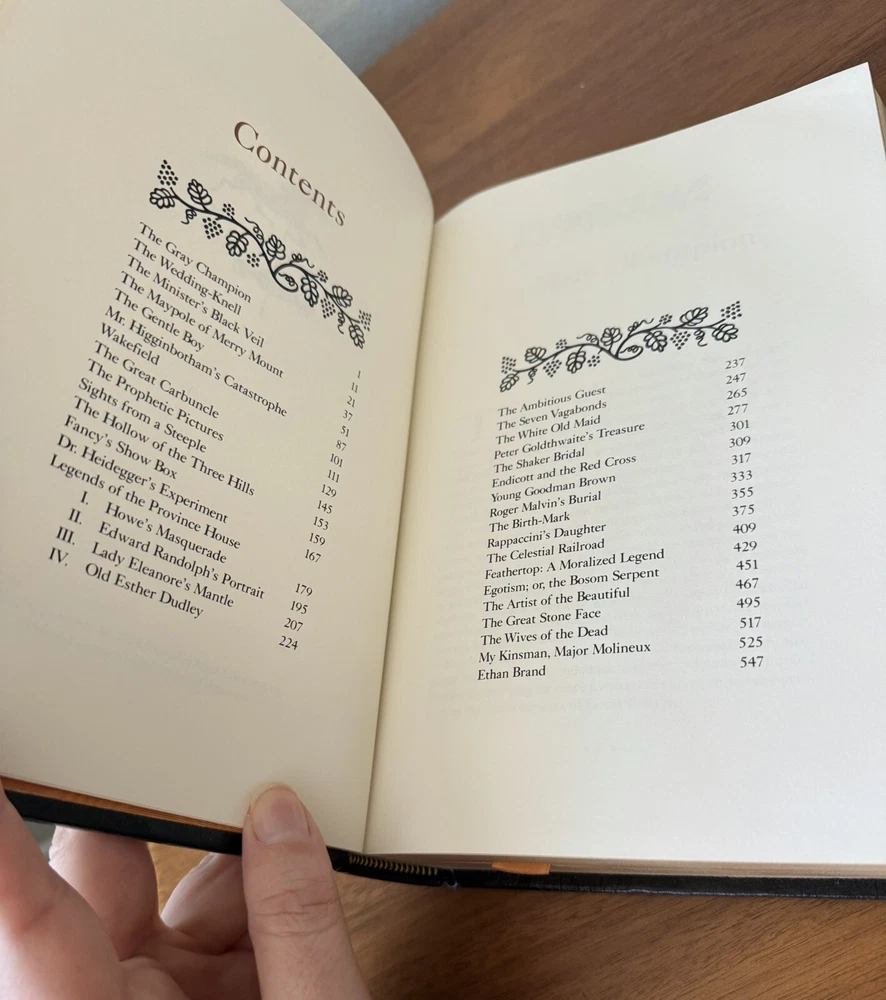 Contents
The Gray Champion 1
The Wedding-Knell 11
The Minister's Black Veil 21
The Maypole of Merry Mount 37
The Gentle Boy 51
Mr. Higginbotham's Catastrophe 87
Wakefield 101
The Great Carbuncle 111
The Prophetic Pictures 129
Sights from a Steeple 145
The Hollow of the Three Hills 153
Fancy's Show Box 159
Dr. Heidegger's Experiment 167
Legends of the Province House
I. Howe's Masquerade 179
II. Edward Randolph's Portrait 195
III. Lady Eleanore's Mantle 207
IV. Old Esther Dudley 224
The Ambitious Guest 237
The Seven Vagabonds 247
The White Old Maid 265
Peter Goldthwaite's Treasure 277
The Shaker Bridal 301
Endicott and the Red Cross 309
Young Goodman Brown 317
Roger Malvin's Burial 333
The Birth-Mark 355
Rappaccini's Daughter 375
The Celestial Railroad 409
Feathertop: A Moralized Legend 429
Egotism; or, the Bosom Serpent 451
The Artist of the Beautiful 467
The Great Stone Face 495
The Wives of the Dead 517
My Kinsman, Major Molineux 525
Ethan Brand 547